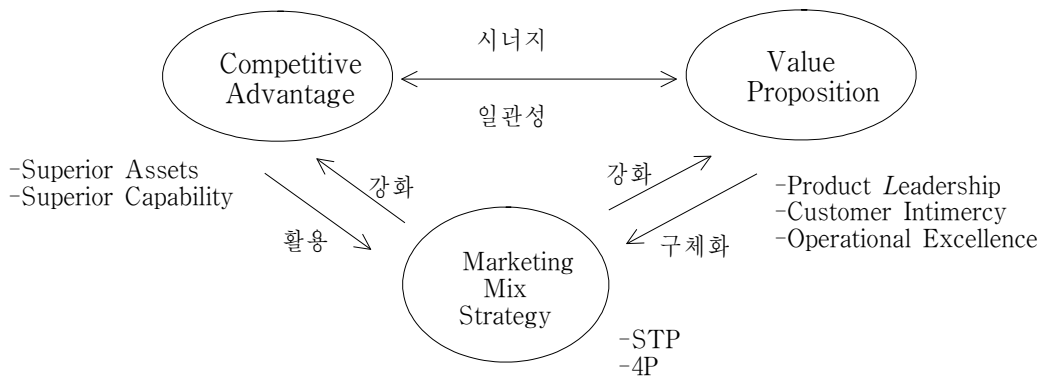 시너지
Competitive
Advantage
Value
Proposition
일관성
-Superior Assets
-Superior Capability
강화
강화
-Product Leadership
-Customer Intimercy
-Operational Excellence
활용
구체화
Marketing
Mix
Strategy
-STP
-4P